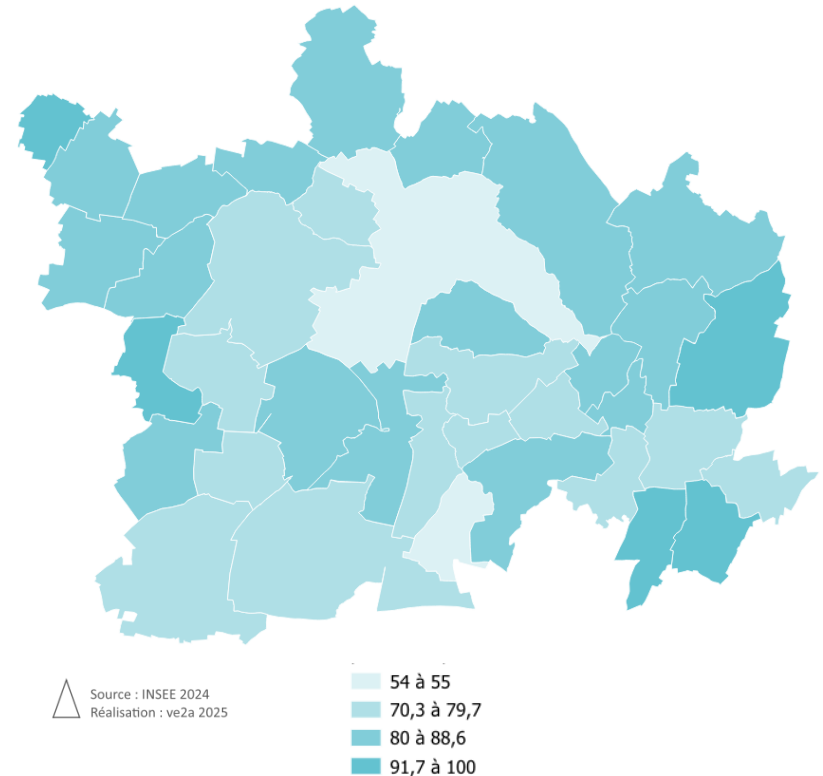 Source : INSEE 2024
Réalisation : ve2a 2025
54 à 55
70,3 à 79,7
80 à 88,6
91,7 à 100